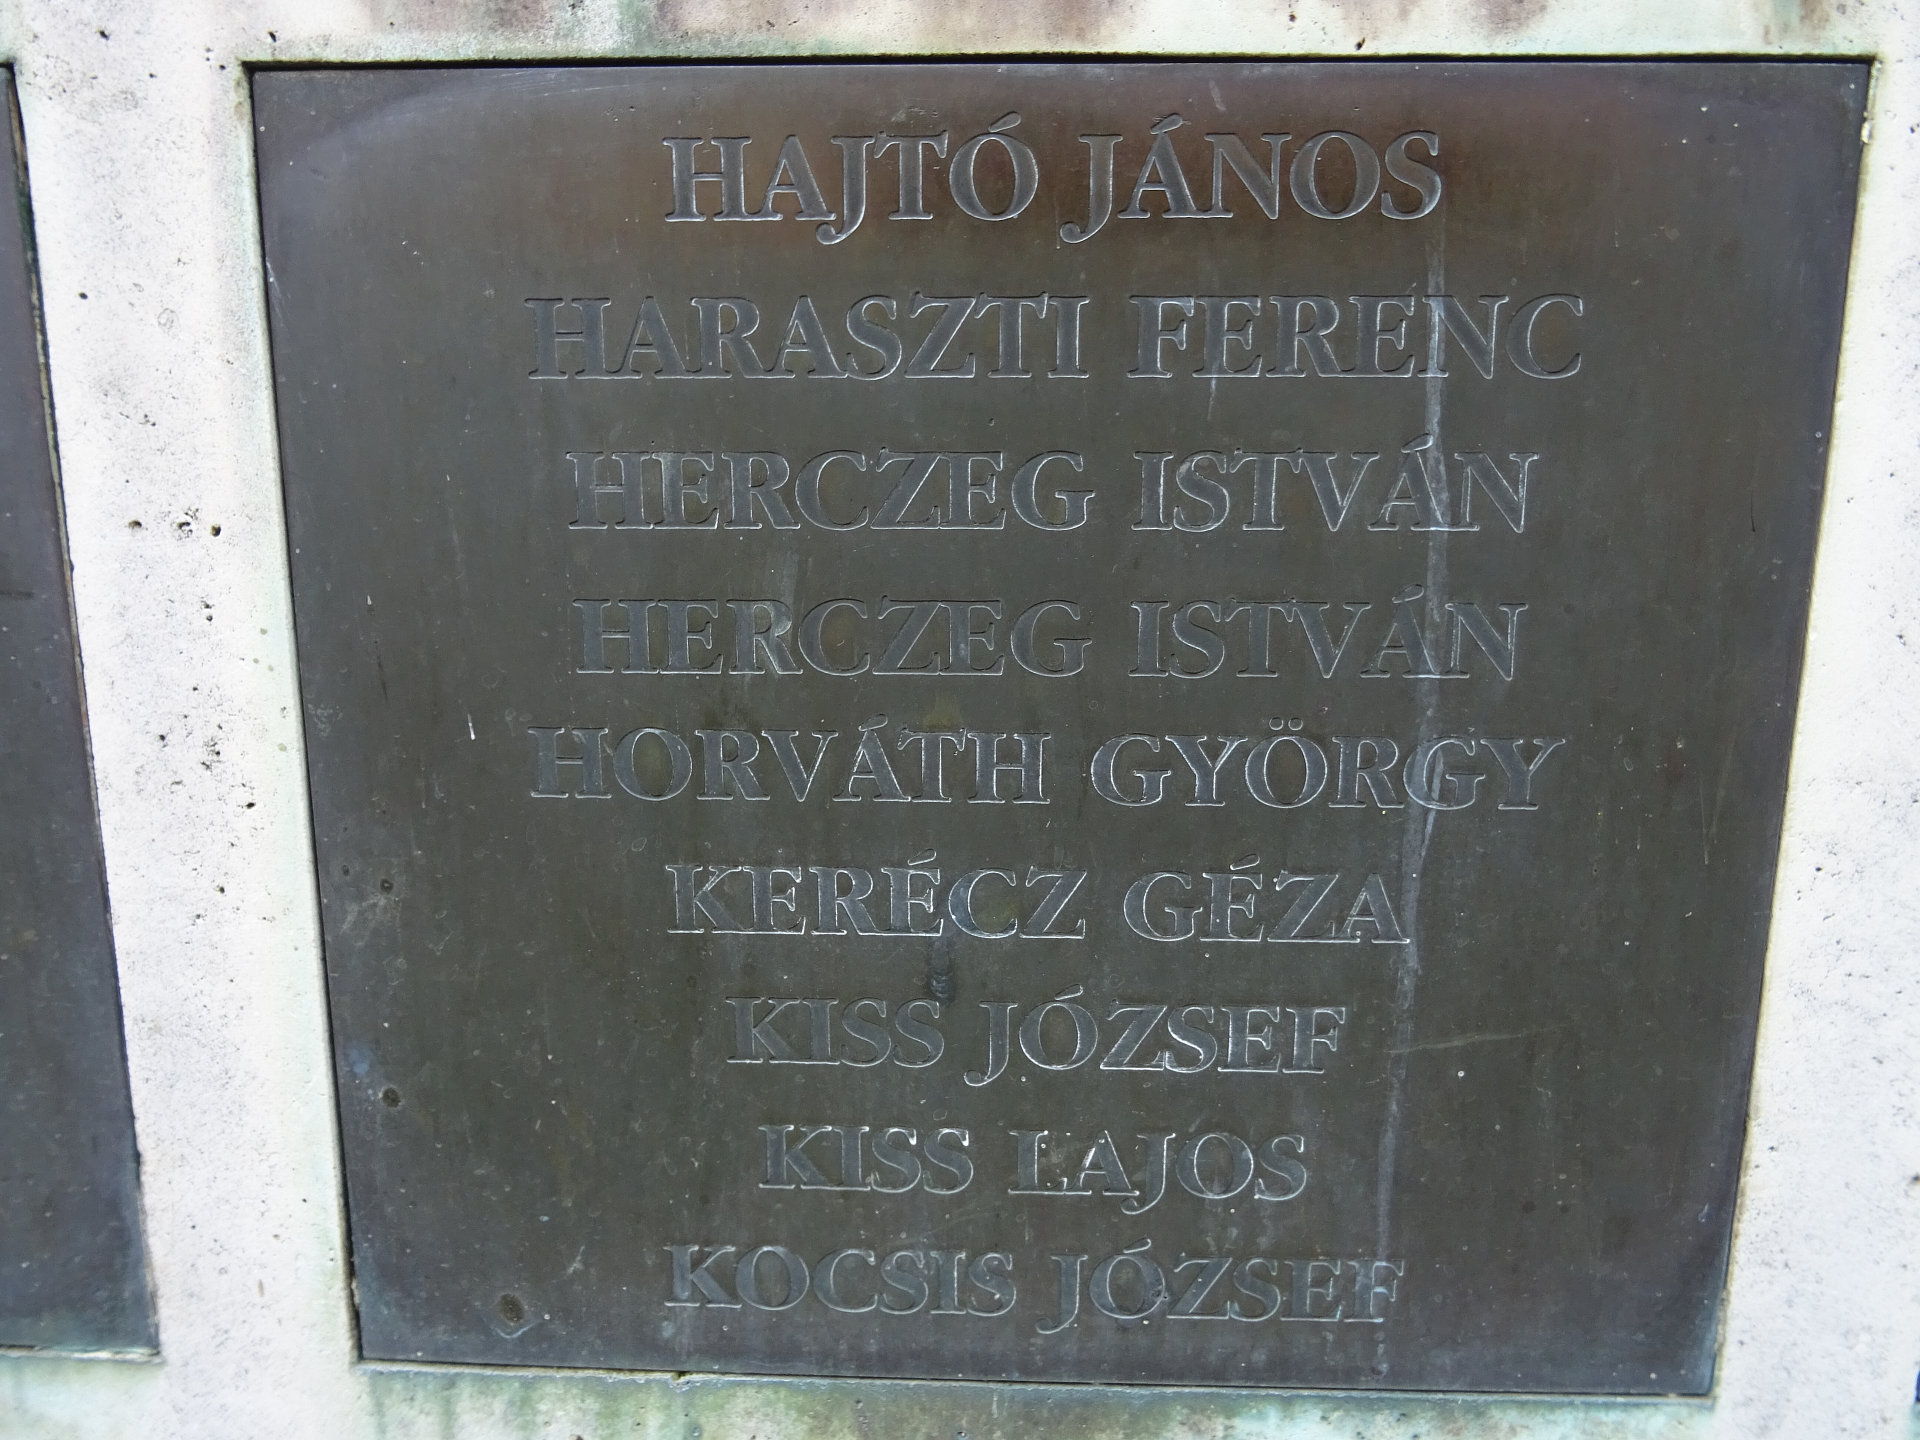 HAJTÓ JÁNOS
HARASZTI FERENC
HERCZEG ISTVÁN
HERCZEG ISTVÁN
HORVÁTH GYÖRGY
KERÉCZ GÉZA
KISS JÓZSEF
KISS LAJOS
KOCSIS JÓZSEF